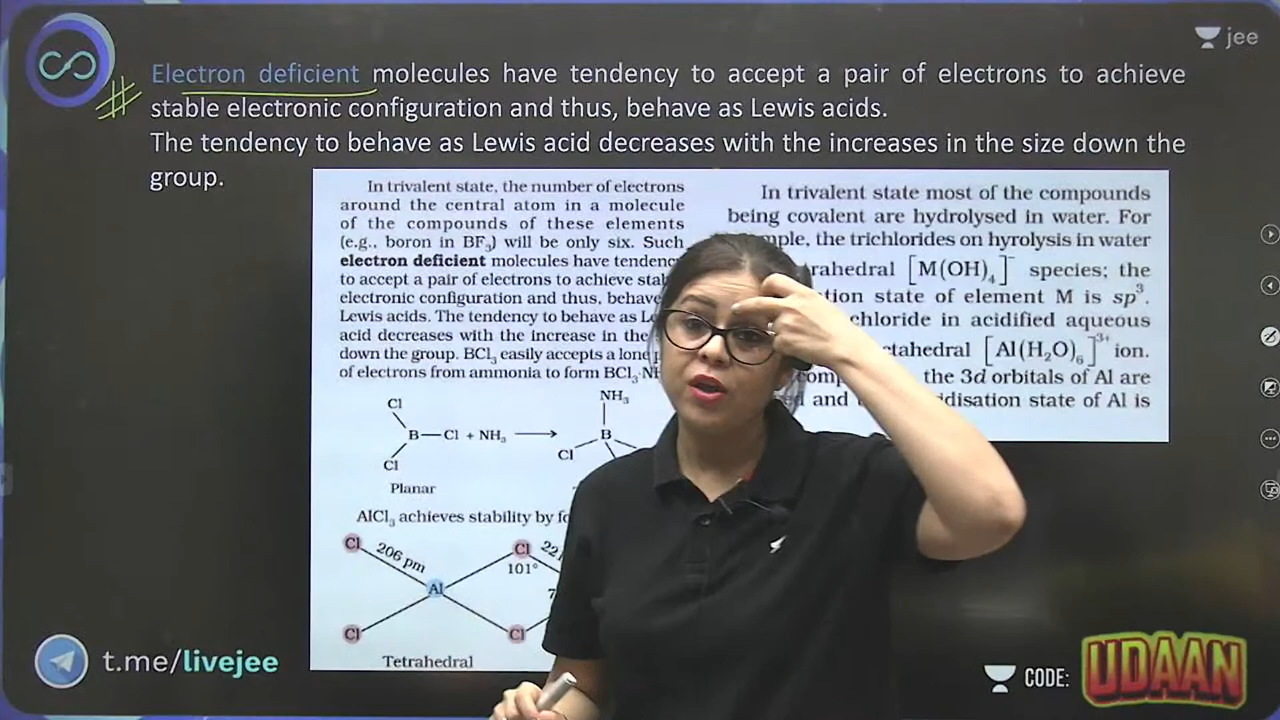 jee
Electron deficient molecules have tendency to accept a pair of electrons to achieve
stable electronic configuration and thus, behave as Lewis acids.
The tendency to behave as Lewis acid decreases with the increases in the size down the
group.
In trivalent state, the number of electrons
around the central atom in a molecule
of the compounds of these elements
(e.g., boron in BF₃) will be only six. Such
electron deficient molecules have
to accept a pair of electrons to achieve
electronic configuration and thus,
Lewis acids. The tendency to behave as
acid decreases with the increase in the
down the group. BCl₃ easily accepts a lone
of electrons from ammonia to form
Cl
B—Cl + NH₃ →
Cl
Planar
NH₃
B
Cl
AlCl₃ achieves stability by
Cl
206 pm
Al
Cl
Cl
101°
Cl
Tetrahedral
In trivalent state most of the compounds
being covalent are hydrolysed in water. For
the trichlorides on hyrolysis in water
[M(OH)₄]⁻ species; the
state of element M is sp³.
in acidified aqueous
[Al(H₂O)₆]³⁺ ion.
the 3d orbitals of Al are
and state of Al is
t.me/livejee
CODE: UDAAN